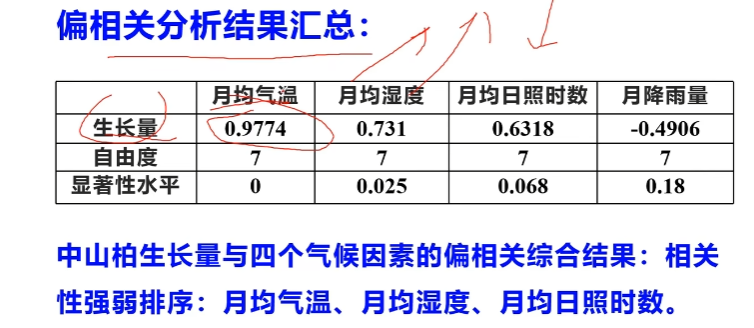 偏相关分析结果汇总：
月均气温 月均湿度 月均日照时数 月降雨量
生长量 0.9774 0.731 0.6318 -0.4906
自由度 7 7 7 7
显著性水平 0 0.025 0.068 0.18
中山柏生长量与四个气候因素的偏相关综合结果：相关
性强弱排序：月均气温、月均湿度、月均日照时数。